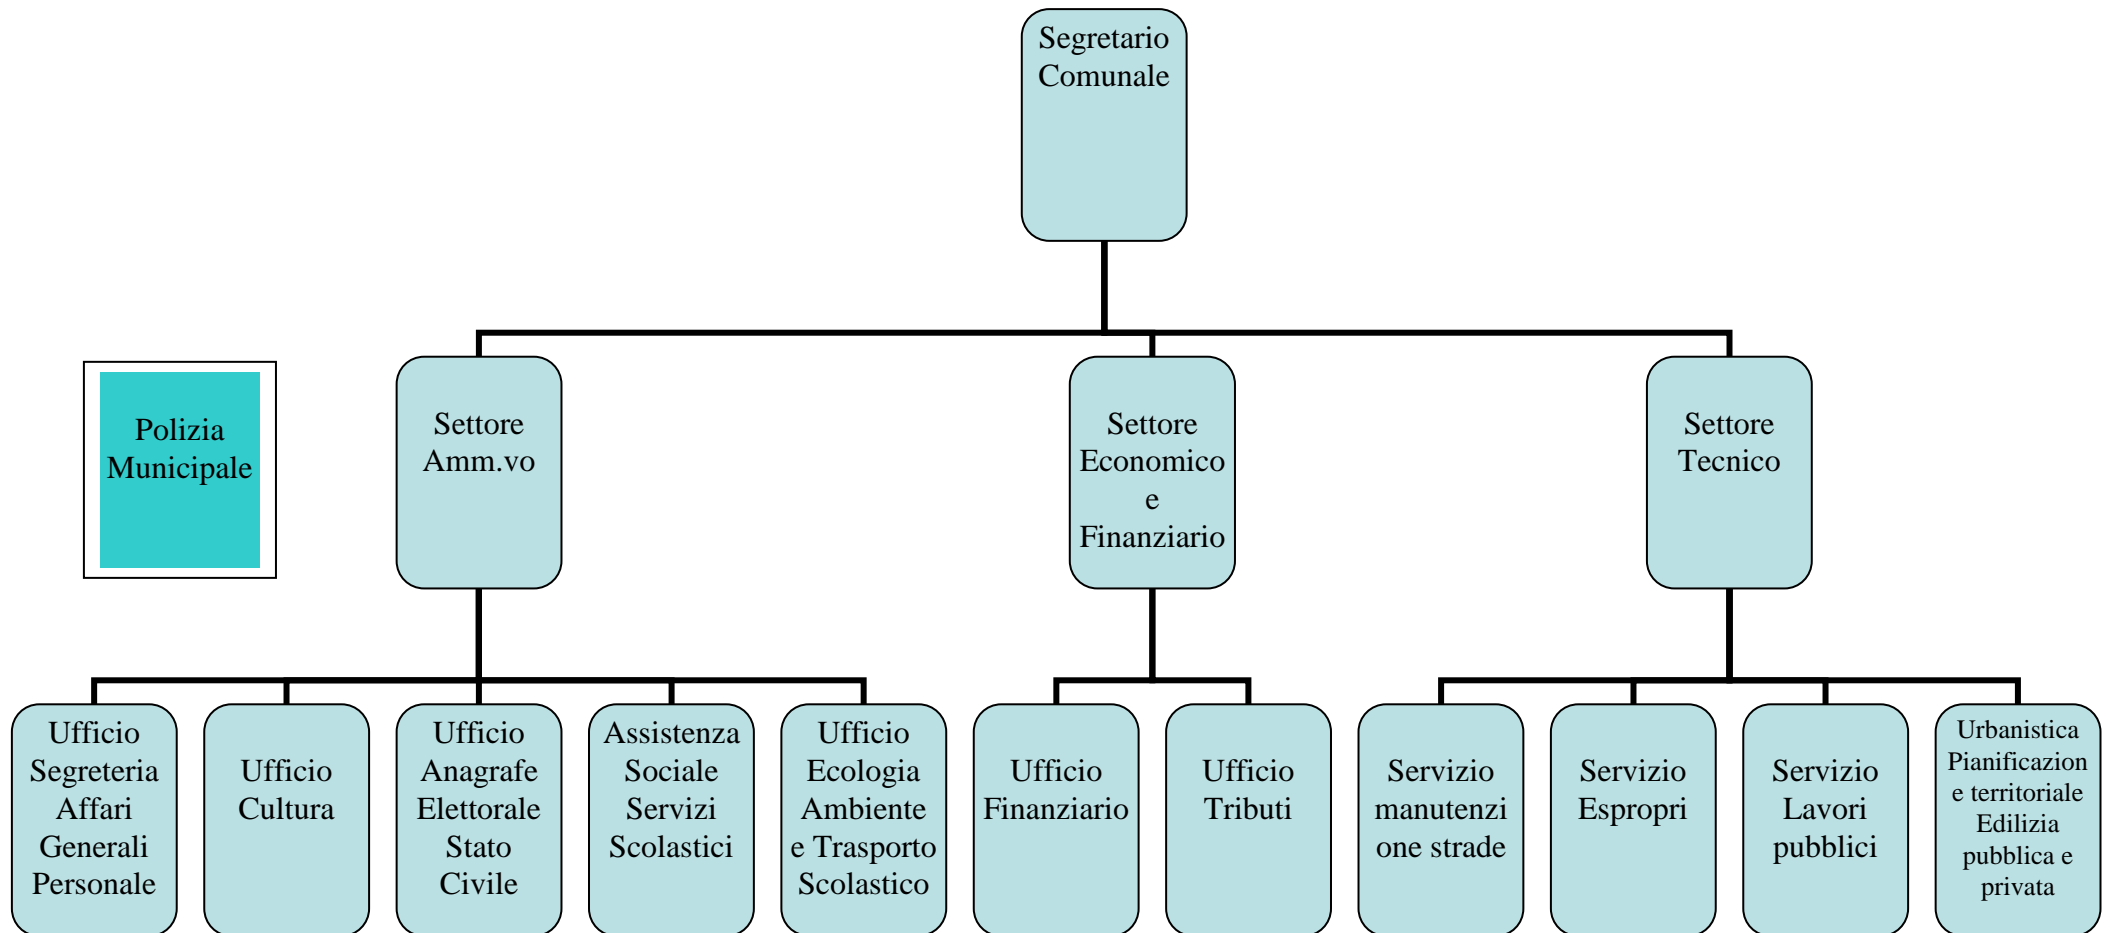 Segretario
Comunale
Polizia
Municipale
Settore
Amm.vo
Settore
Economico
e
Finanziario
Settore
Tecnico
Ufficio
Segreteria
Affari
Generali
Personale
Ufficio
Cultura
Ufficio
Anagrafe
Elettorale
Stato
Civile
Assistenza
Sociale
Servizi
Scolastici
Ufficio
Ecologia
Ambiente
e Trasporto
Scolastico
Ufficio
Finanziario
Ufficio
Tributi
Servizio
manutenzi
one strade
Servizio
Espropri
Servizio
Lavori
pubblici
Urbanistica
Pianificazion
e territoriale
Edilizia
pubblica e
privata